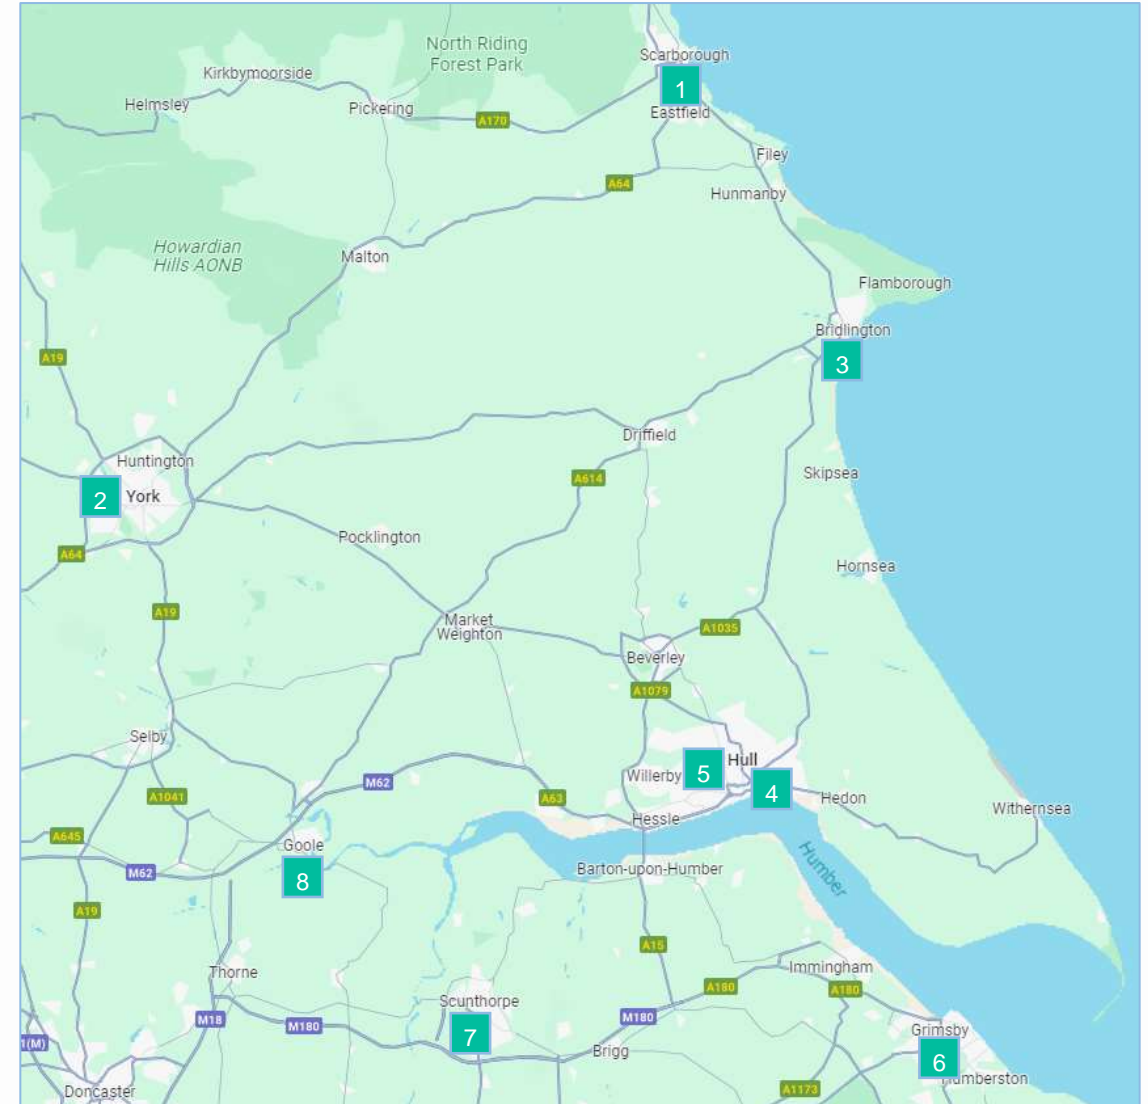 North Riding
Forest Park
Scarborough
1
Kirkbymoorside
Helmsley
Pickering
A170
Eastfield
Filey
A64
Hunmanby
Howardian
Hills AONB
Malton
Flamborough
Bridlington
A19
3
Driffield
Huntington
Skipsea
A614
2
York
Pocklington
A64
Hornsea
A19
Market
Weighton
A1035
Beverley
A1079
Selby
Hull
5
Willerby
M62
4
A1041
A63
Hedon
Withernsea
Hessle
A645
Goole
M62
8
Barton-upon-Humber
Humber
A19
A15
Immingham
Thorne
A180
A180
Scunthorpe
M18
M180
M180
7
Grimsby
1(M)
Brigg
6
Humberston
Doncaster
A1173